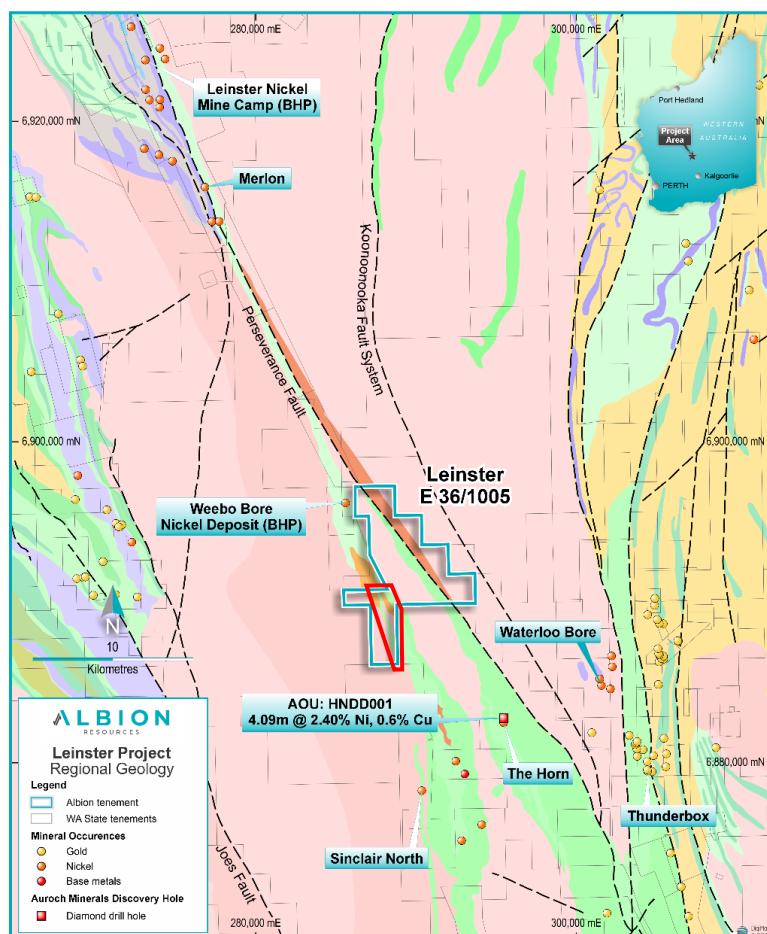 280,000 mE
300,000 mE
Leinster Nickel
Mine Camp (BHP)
Port Hedland
WESTERN
AUSTRALIA
Project
Area
Kalgoorlie
PERTH
6,920,000 mN
6,920,000 mN
Merlon
Koonoonooka Fault System
Perseverance Fault
6,900,000 mN
6,900,000 mN
Leinster
E 36/1005
Weebo Bore
Nickel Deposit (BHP)
N
10
Kilometres
Waterloo Bore
AOU: HNDD001
4.09m @ 2.40% Ni, 0.6% Cu
The Horn
6,880,000 mN
Thunderbox
Sinclair North
Joes Fault
ALBION
RESOURCES
Leinster Project
Regional Geology
Legend
Albion tenement
WA State tenements
Mineral Occurences
Gold
Nickel
Base metals
Auroch Minerals Discovery Hole
Diamond drill hole
280,000 mE
300,000 mE